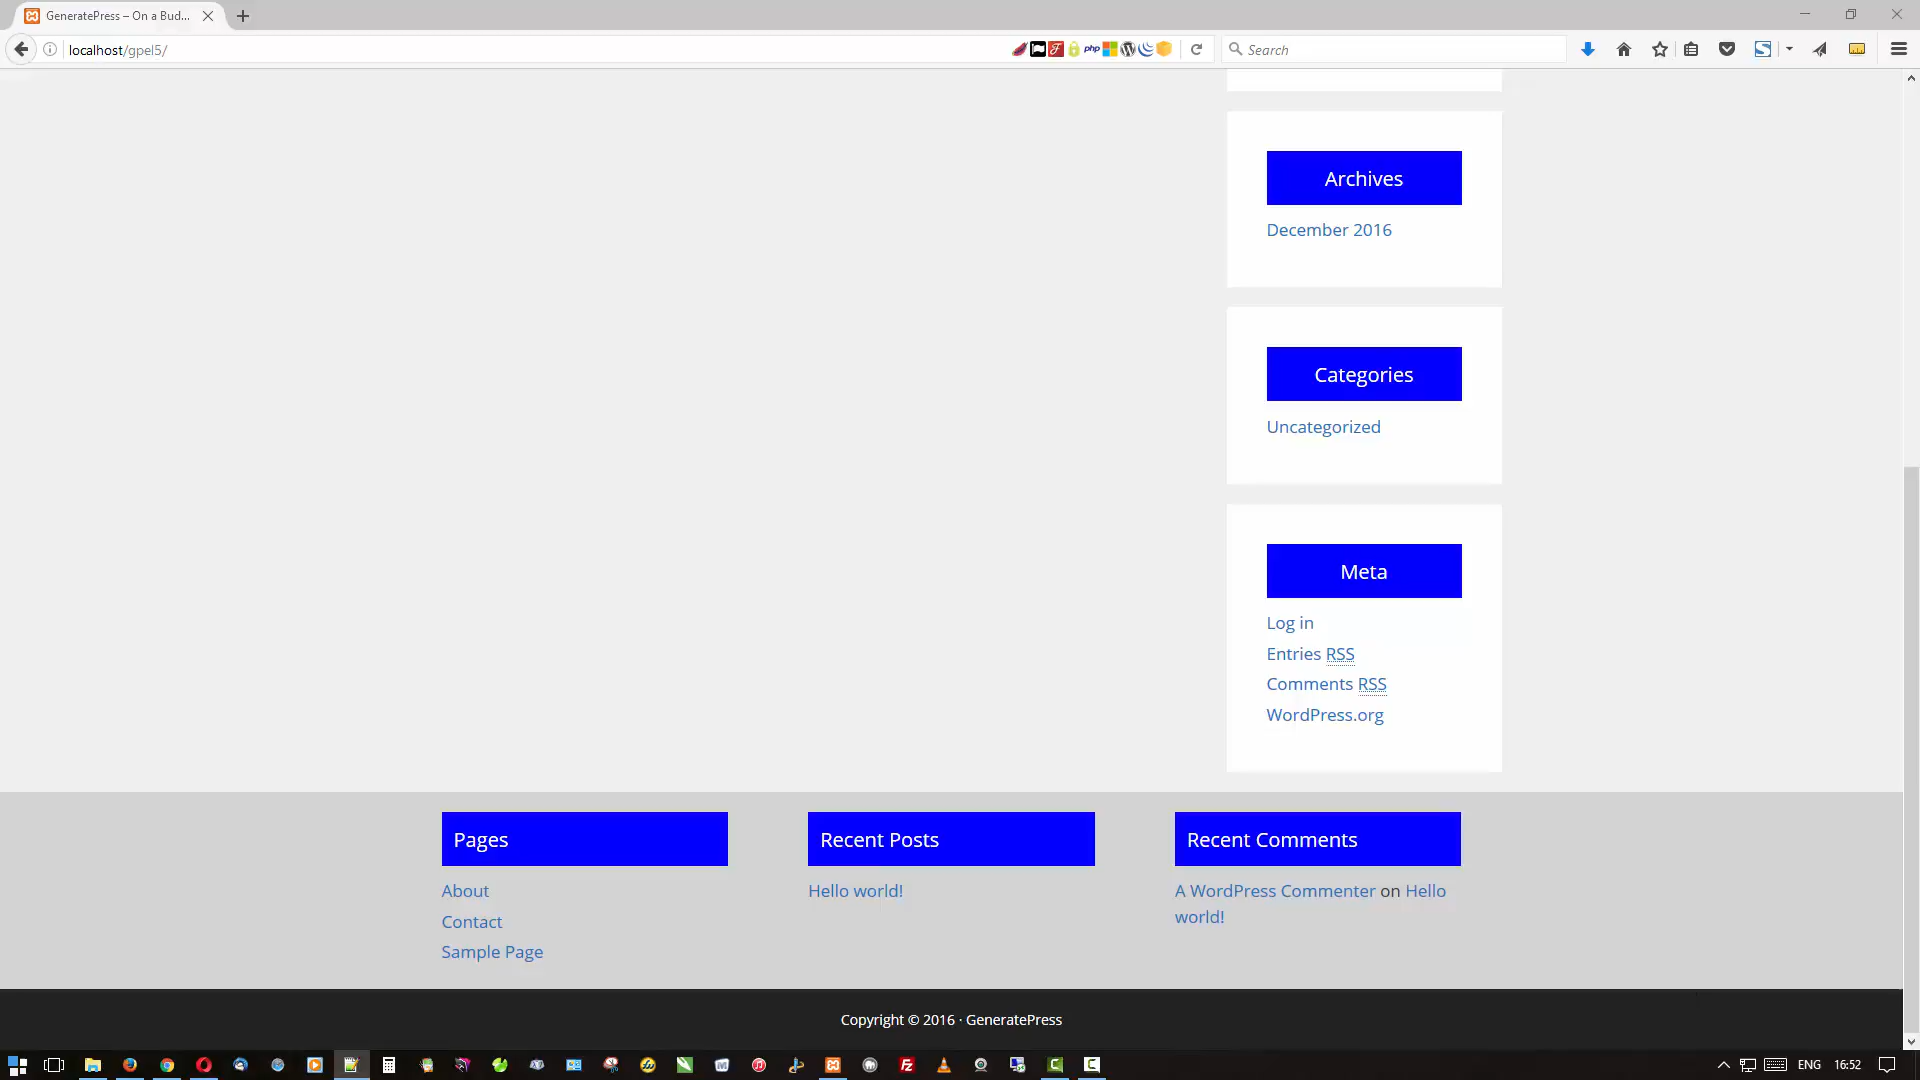 GeneratePress – On a Bud...
localhost/gpel5/
php
Search
Archives
December 2016
Categories
Uncategorized
Meta
Log in
Entries RSS
Comments RSS
WordPress.org
Pages
Recent Posts
Recent Comments
About
Hello world!
A WordPress Commenter on Hello
world!
Contact
Sample Page
Copyright © 2016 · GeneratePress
ENG
16:52